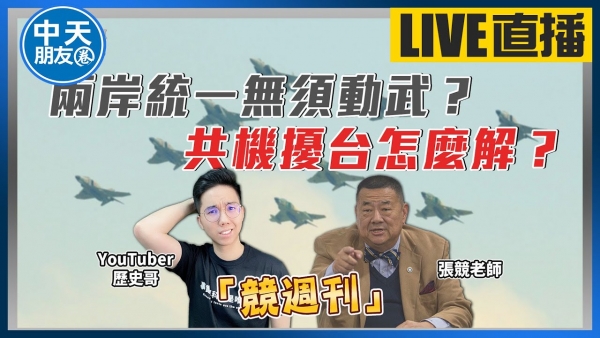 中天
朋友圈
LIVE直播
兩岸統一無須動武？
共機擾台怎麼解？
YouTuber
歷史哥
張競老師
「競週刊」